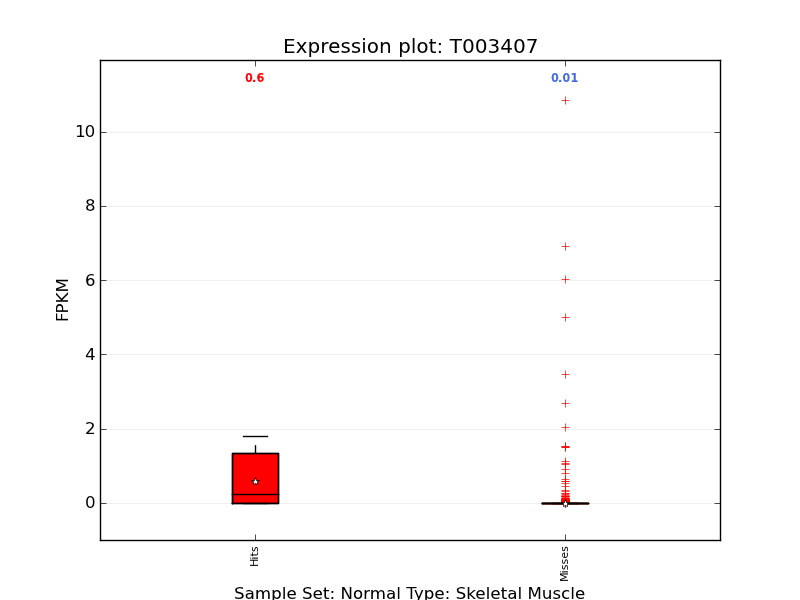 Expression plot: T003407
0.6
0.01
10
8
6
4
2
0
FPKM
Hits
Misses
Sample Set: Normal Type: Skeletal Muscle